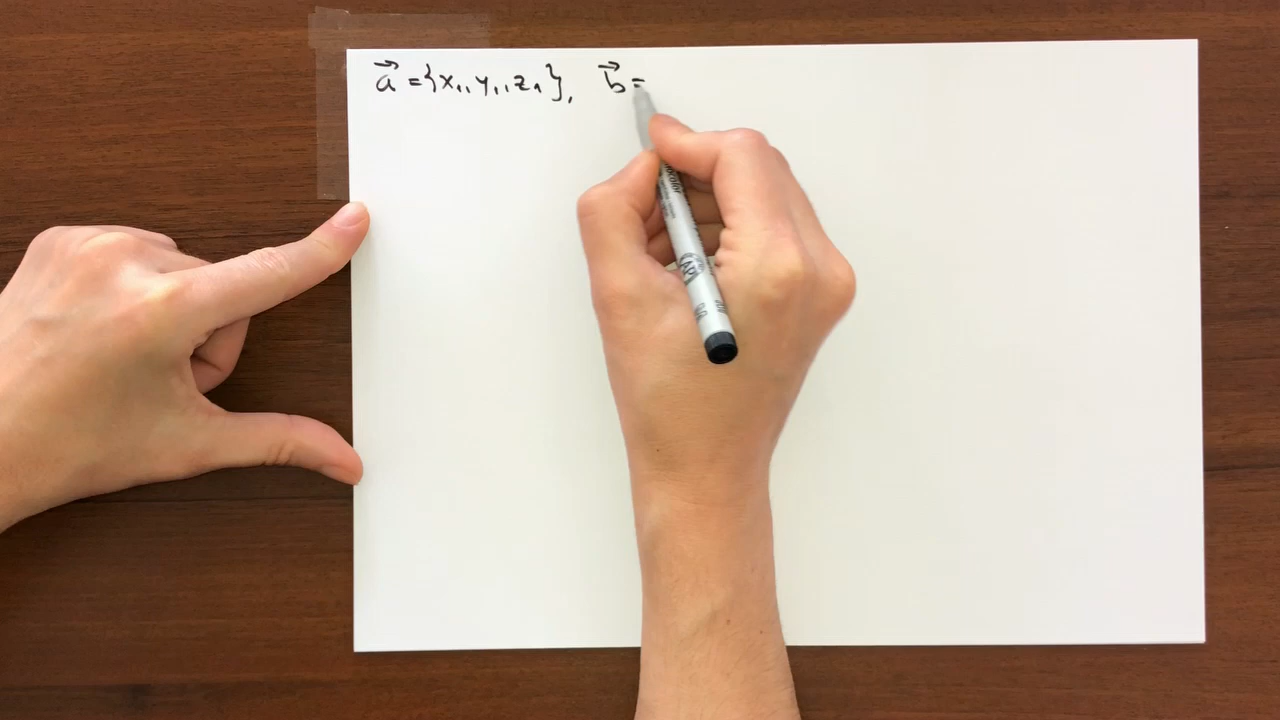 a⃗ ={x₁, y₁, z₁}, b⃗=